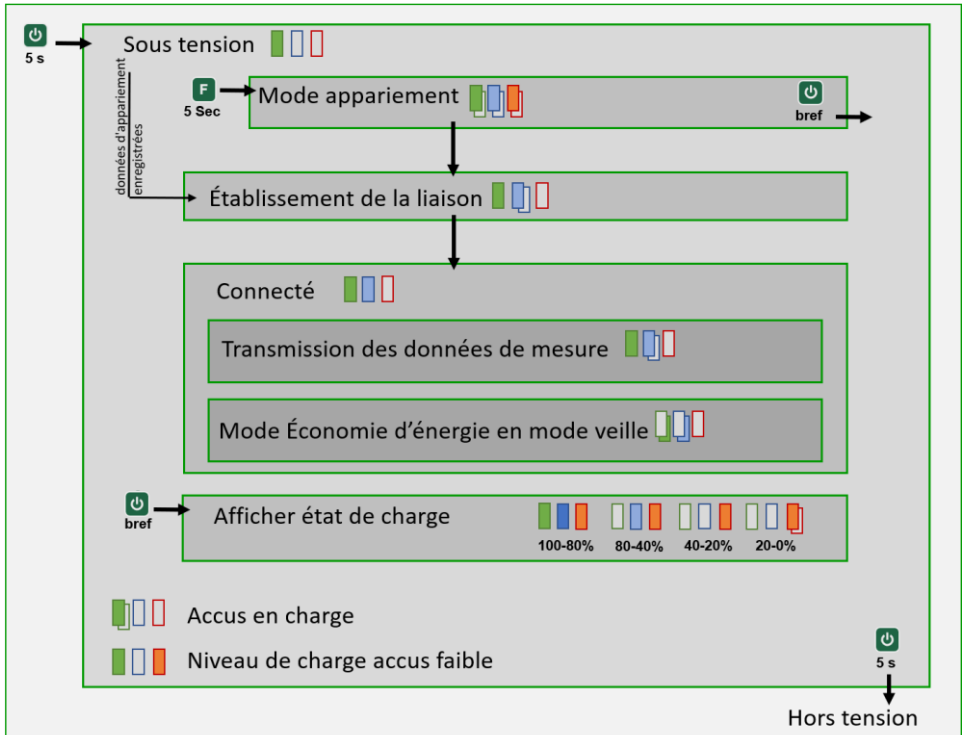 5 s
Sous tension
données d'appariement
enregistrées
F
5 Sec
Mode appariement
bref
Établissement de la liaison
Connecté
Transmission des données de mesure
Mode Économie d’énergie en mode veille
bref
Afficher état de charge
100-80% 80-40% 40-20% 20-0%
Accus en charge
Niveau de charge accus faible
5 s
Hors tension